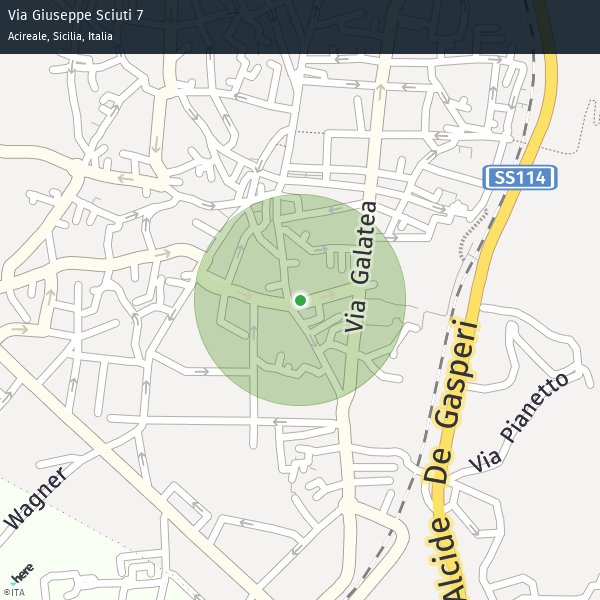 Via Giuseppe Sciuti 7
Acireale, Sicilia, Italia
SS114
Via Galatea
Alcide De Gasperi
Via Pianetto
Wagner
here
©ITA